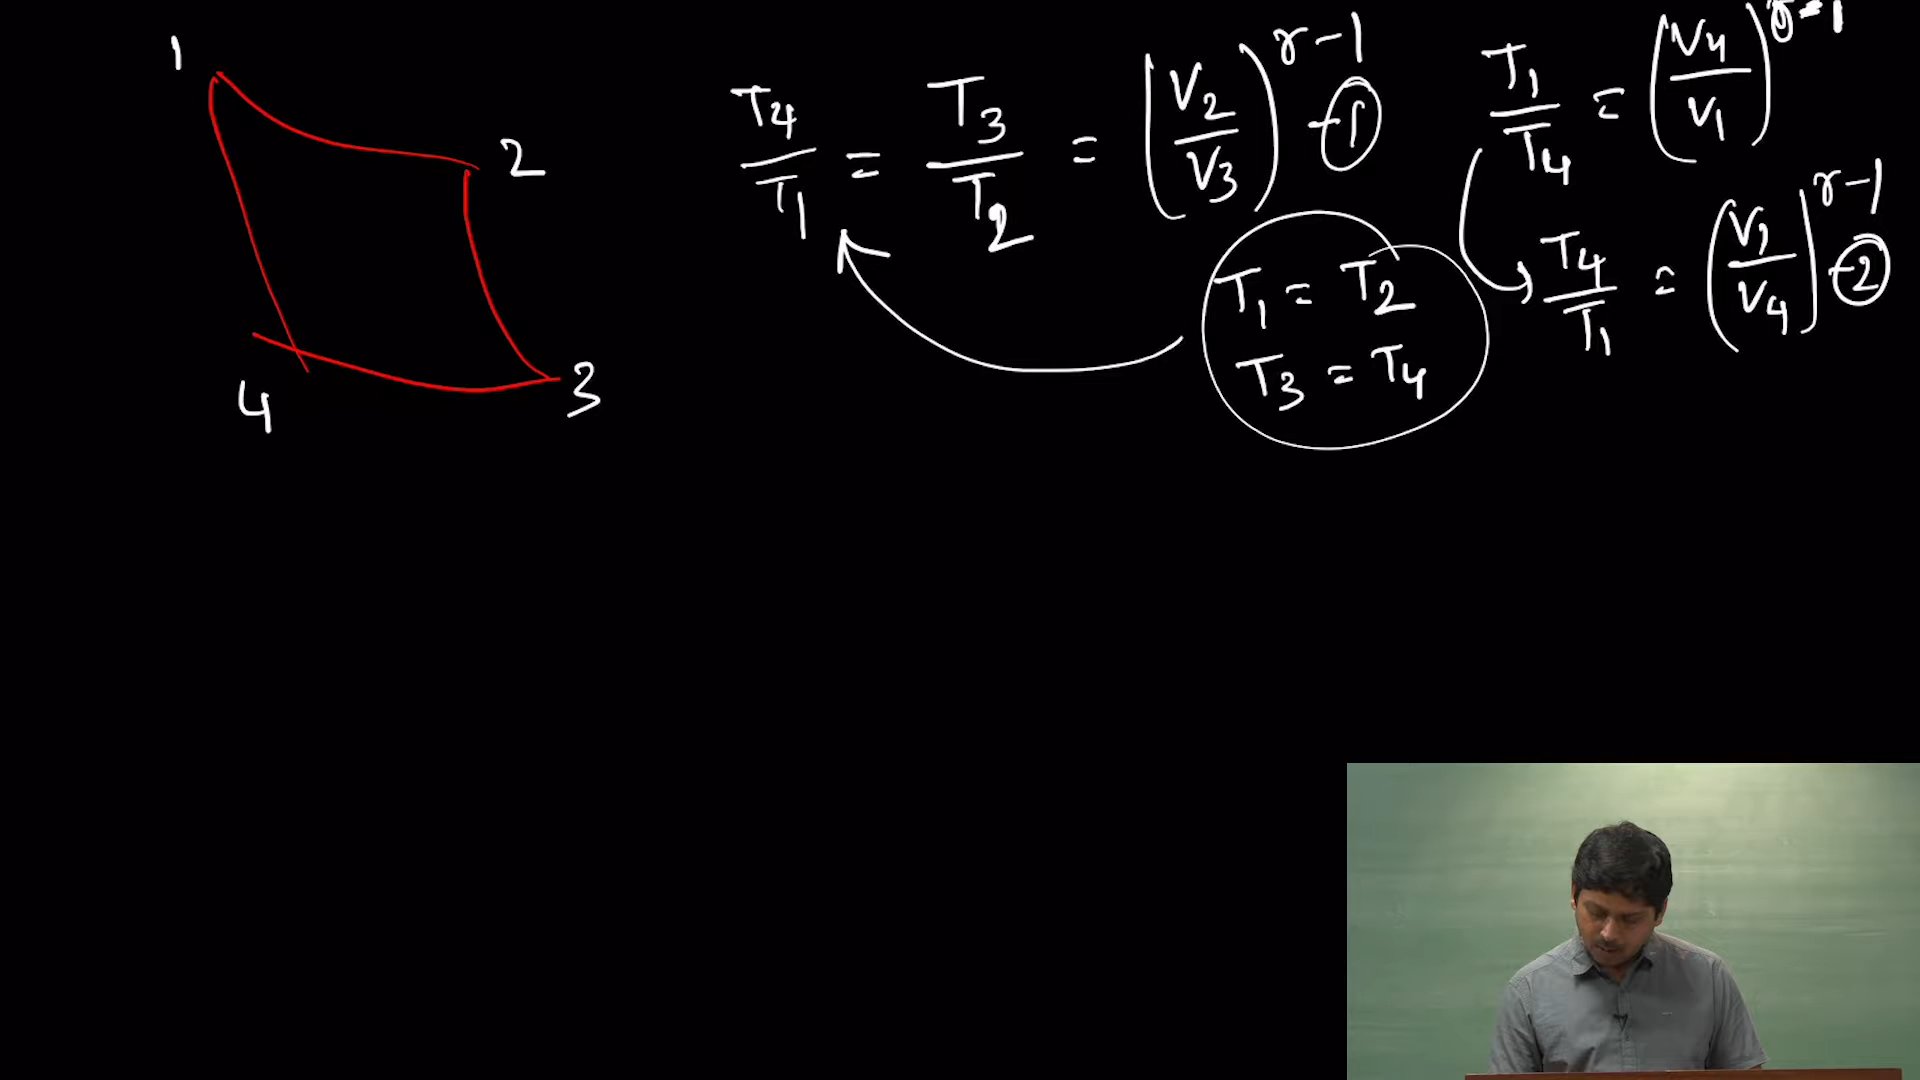 1
2
3
4
T4/T1 = T3/T2 = (V2/V3)^γ-1 -①
T1/T4 = (V4/V1)^γ-1
T4/T1 = (V1/V4)^γ-1 -②
T1 = T2
T3 = T4